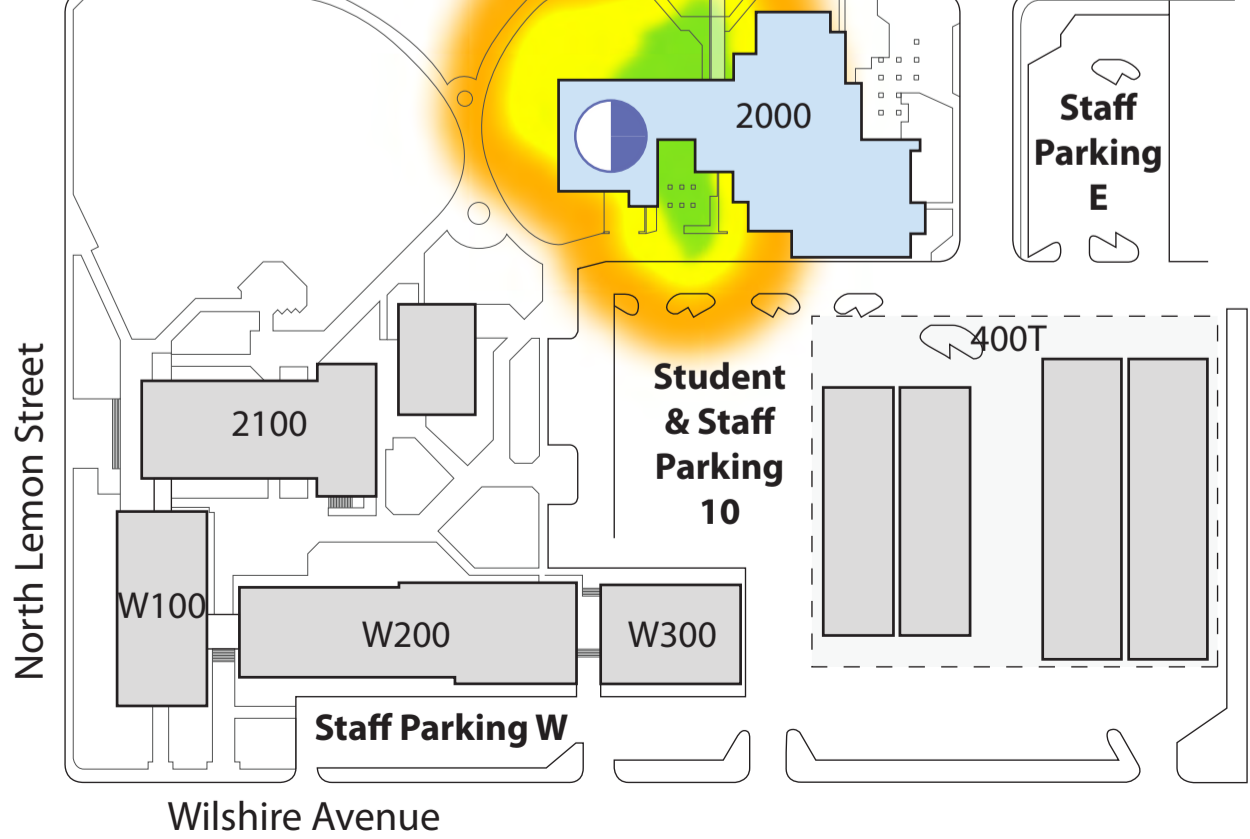 2000
Staff
Parking
E
400T
Student
& Staff
Parking
10
2100
North Lemon Street
W100
W200
W300
Staff Parking W
Wilshire Avenue